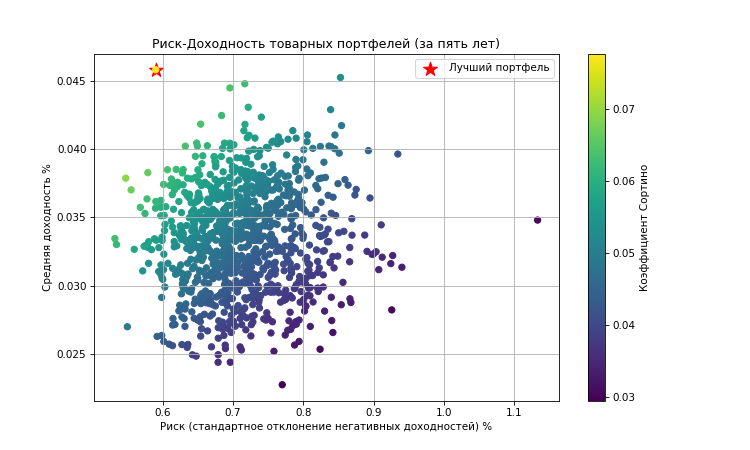 Риск-Доходность товарных портфелей (за пять лет)
Лучший портфель
Средняя доходность %
0.045
0.040
0.035
0.030
0.025
0.6 0.7 0.8 0.9 1.0 1.1
Риск (стандартное отклонение негативных доходностей) %
0.07
0.06
0.05
0.04
0.03
Коэффициент Сортино